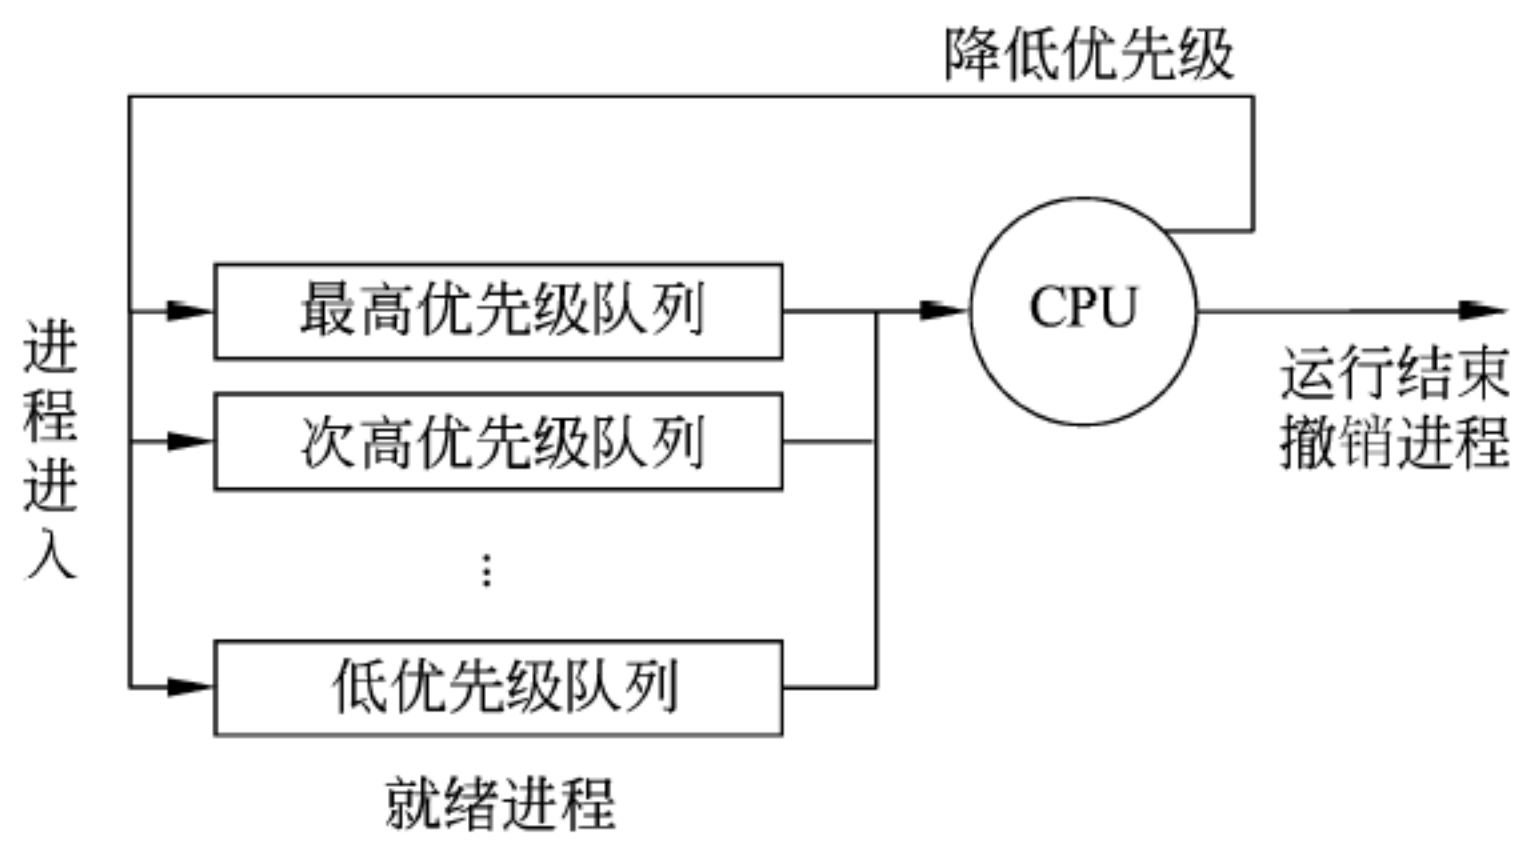 降低优先级
最高优先级队列
CPU
次高优先级队列
进程进入
运行结束
撤销进程
⋮
低优先级队列
就绪进程